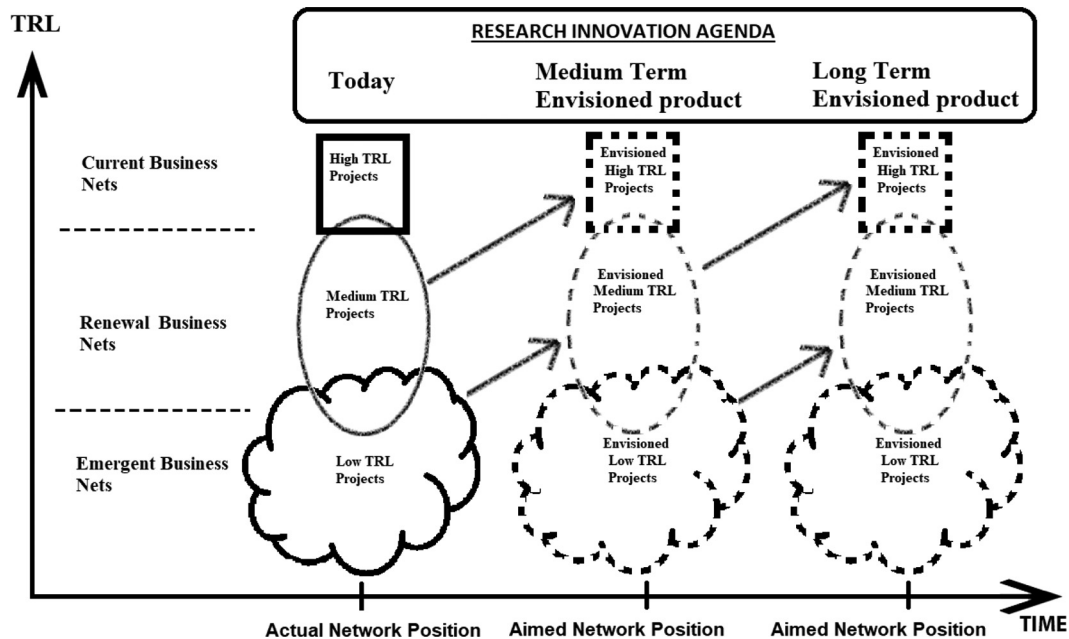 TRL
RESEARCH INNOVATION AGENDA
Today
Medium Term
Envisioned product
Long Term
Envisioned product
Current Business
Nets
High TRL
Projects
Envisioned
High TRL
Projects
Envisioned
High TRL
Projects
Renewal Business
Nets
Medium TRL
Projects
Envisioned
Medium TRL
Projects
Envisioned
Medium TRL
Projects
Emergent Business
Nets
Low TRL
Projects
Envisioned
Low TRL
Projects
Envisioned
Low TRL
Projects
TIME
Actual Network Position
Aimed Network Position
Aimed Network Position